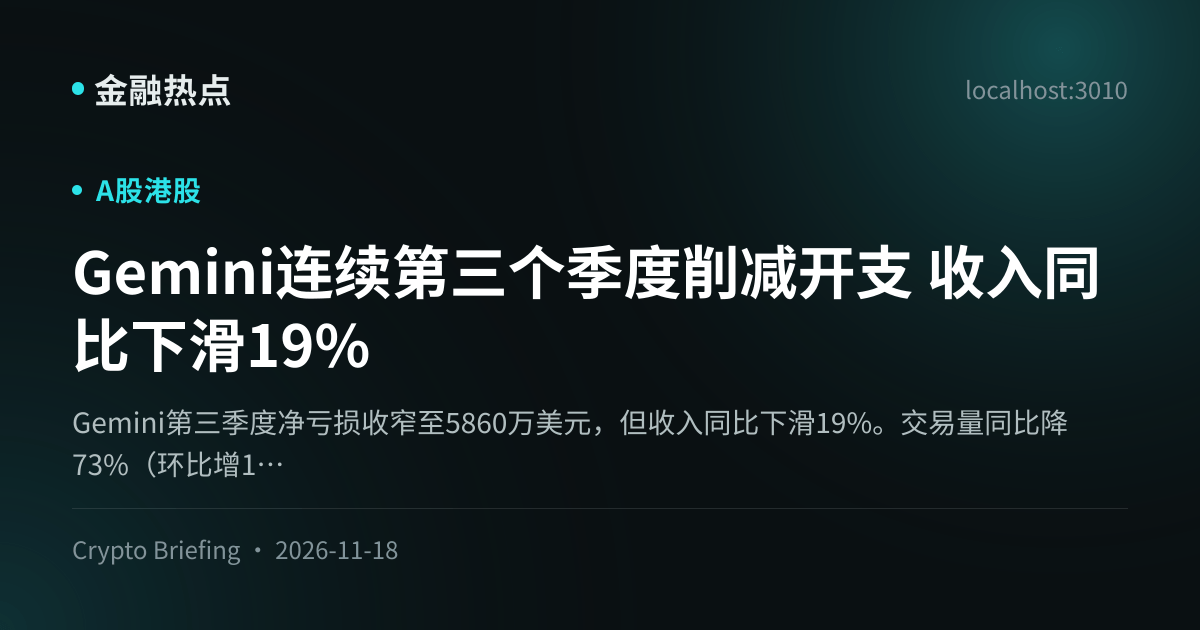 金融热点
localhost:3010
A股港股
Gemini连续第三个季度削减开支 收入同
比下滑19%
Gemini第三季度净亏损收窄至5860万美元，但收入同比下滑19%。交易量同比降
73%（环比增1…
Crypto Briefing · 2026-11-18